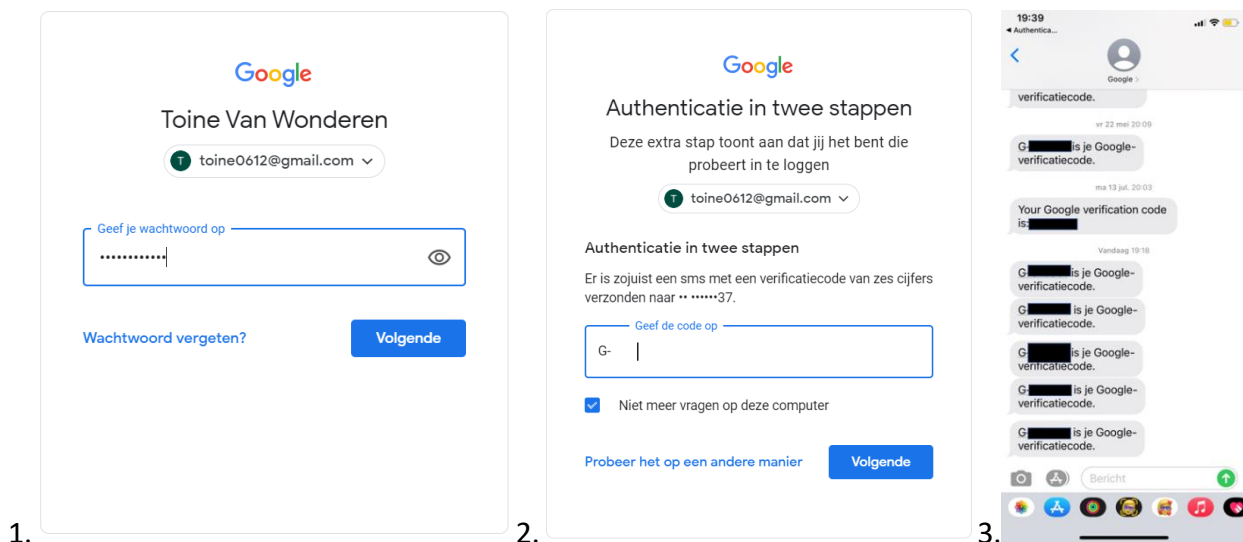 Google
Toine Van Wonderen
T toine0612@gmail.com
Geef je wachtwoord op
••••••••••••
Wachtwoord vergeten?
Volgende
1.
Google
Authenticatie in twee stappen
Deze extra stap toont aan dat jij het bent die
probeert in te loggen
T toine0612@gmail.com
Authenticatie in twee stappen
Er is zojuist een sms met een verificatiecode van zes cijfers
verzonden naar •• ••••••37.
Geef de code op
G-
Niet meer vragen op deze computer
Probeer het op een andere manier
Volgende
2.
19:39
Authentica...
Google
verificatiecode.
vr 22 mei 20:09
G- is je Google-
verificatiecode.
ma 13 jul. 20:03
Your Google verification code
is:
Vandaag 19:18
G- is je Google-
verificatiecode.
G- is je Google-
verificatiecode.
G- is je Google-
verificatiecode.
G- is je Google-
verificatiecode.
G- is je Google-
verificatiecode.
Bericht
3.